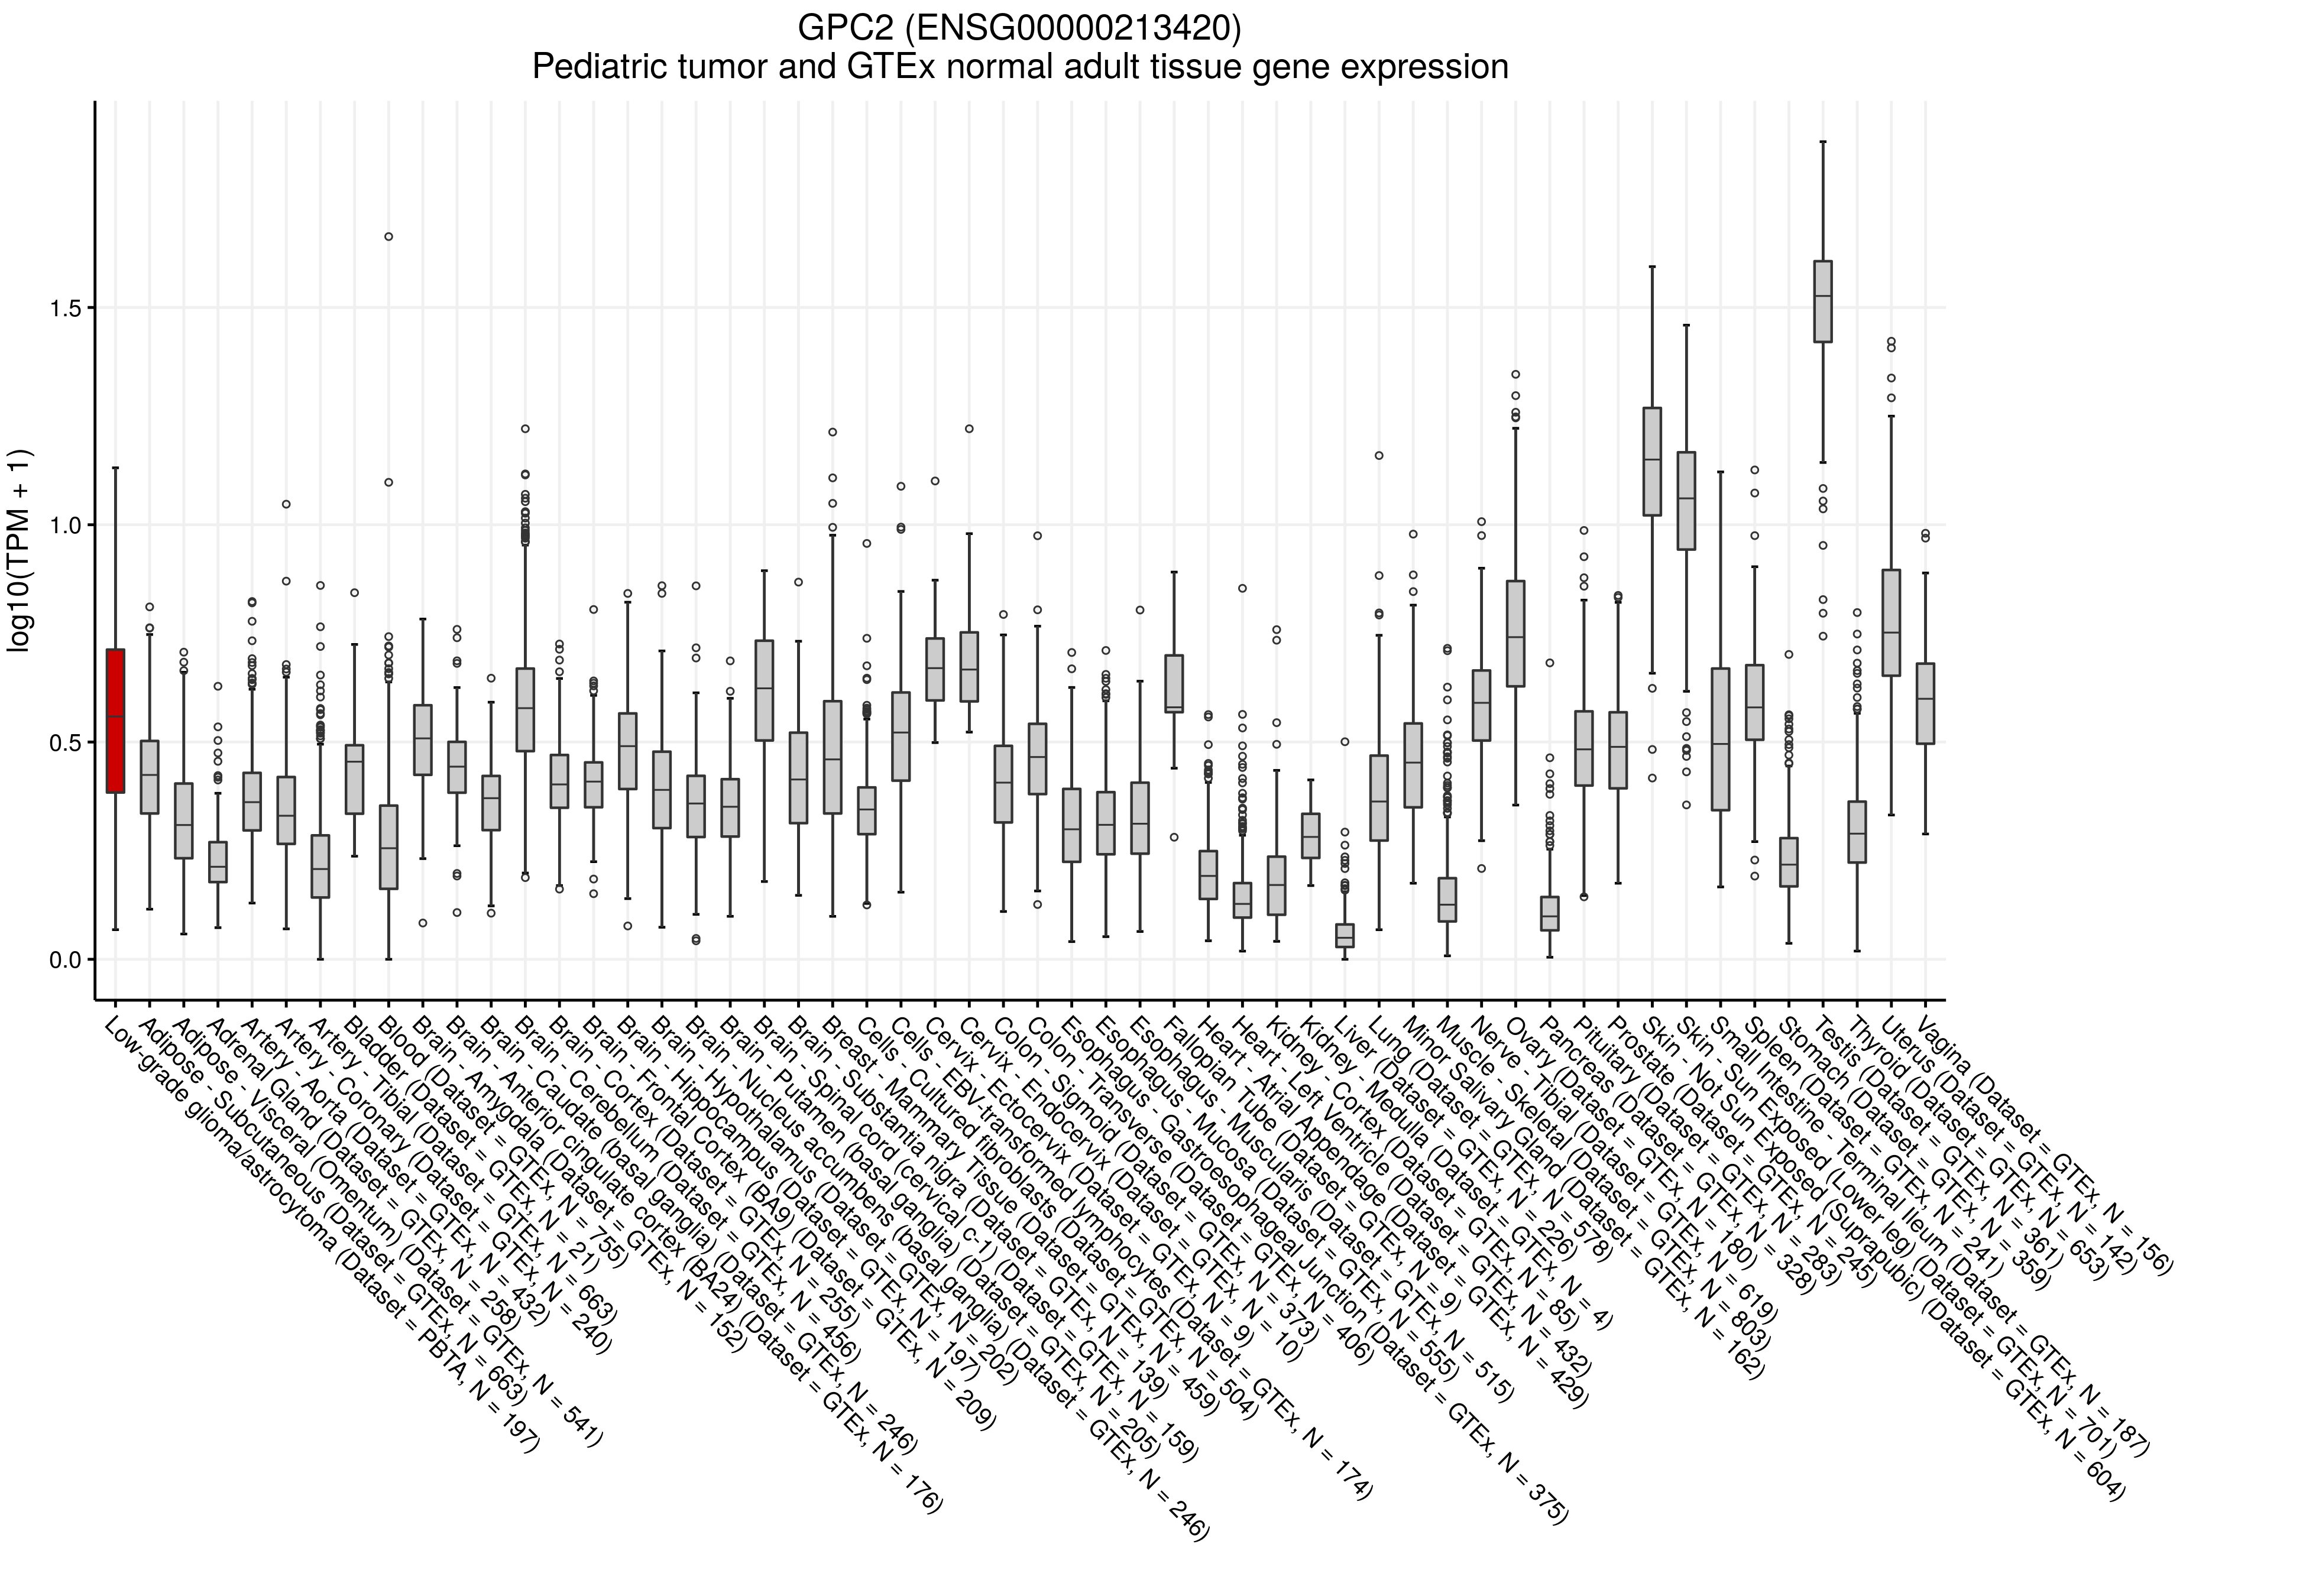 GPC2 (ENSG00000213420)
Pediatric tumor and GTEx normal adult tissue gene expression
log10(TPM + 1)
1.5
1.0
0.5
0.0
Low-grade glioma/astrocytoma (Dataset = PBTA, N = 197)
Adipose - Subcutaneous (Dataset = GTEx, N = 663)
Adipose - Visceral (Omentum) (Dataset = GTEx, N = 541)
Adrenal Gland (Dataset = GTEx, N = 258)
Artery - Aorta (Dataset = GTEx, N = 432)
Artery - Coronary (Dataset = GTEx, N = 240)
Artery - Tibial (Dataset = GTEx, N = 663)
Bladder (Dataset = GTEx, N = 21)
Blood (Dataset = GTEx, N = 755)
Brain - Amygdala (Dataset = GTEx, N = 152)
Brain - Anterior cingulate cortex (BA24) (Dataset = GTEx, N = 176)
Brain - Caudate (basal ganglia) (Dataset = GTEx, N = 246)
Brain - Cerebellum (Dataset = GTEx, N = 456)
Brain - Cortex (Dataset = GTEx, N = 255)
Brain - Frontal Cortex (BA9) (Dataset = GTEx, N = 209)
Brain - Hippocampus (Dataset = GTEx, N = 197)
Brain - Hypothalamus (Dataset = GTEx, N = 202)
Brain - Nucleus accumbens (basal ganglia) (Dataset = GTEx, N = 246)
Brain - Putamen (basal ganglia) (Dataset = GTEx, N = 205)
Brain - Spinal cord (cervical c-1) (Dataset = GTEx, N = 159)
Brain - Substantia nigra (Dataset = GTEx, N = 139)
Breast - Mammary Tissue (Dataset = GTEx, N = 459)
Cells - Cultured fibroblasts (Dataset = GTEx, N = 504)
Cells - EBV-transformed lymphocytes (Dataset = GTEx, N = 174)
Cervix - Ectocervix (Dataset = GTEx, N = 9)
Cervix - Endocervix (Dataset = GTEx, N = 10)
Colon - Sigmoid (Dataset = GTEx, N = 373)
Colon - Transverse (Dataset = GTEx, N = 406)
Esophagus - Gastroesophageal Junction (Dataset = GTEx, N = 375)
Esophagus - Mucosa (Dataset = GTEx, N = 555)
Esophagus - Muscularis (Dataset = GTEx, N = 515)
Fallopian Tube (Dataset = GTEx, N = 9)
Heart - Atrial Appendage (Dataset = GTEx, N = 429)
Heart - Left Ventricle (Dataset = GTEx, N = 432)
Kidney - Cortex (Dataset = GTEx, N = 85)
Kidney - Medulla (Dataset = GTEx, N = 4)
Liver (Dataset = GTEx, N = 226)
Lung (Dataset = GTEx, N = 578)
Minor Salivary Gland (Dataset = GTEx, N = 162)
Muscle - Skeletal (Dataset = GTEx, N = 803)
Nerve - Tibial (Dataset = GTEx, N = 619)
Ovary (Dataset = GTEx, N = 180)
Pancreas (Dataset = GTEx, N = 328)
Pituitary (Dataset = GTEx, N = 283)
Prostate (Dataset = GTEx, N = 245)
Skin - Not Sun Exposed (Suprapubic) (Dataset = GTEx, N = 604)
Skin - Sun Exposed (Lower leg) (Dataset = GTEx, N = 701)
Small Intestine - Terminal Ileum (Dataset = GTEx, N = 187)
Spleen (Dataset = GTEx, N = 241)
Stomach (Dataset = GTEx, N = 359)
Testis (Dataset = GTEx, N = 361)
Thyroid (Dataset = GTEx, N = 653)
Uterus (Dataset = GTEx, N = 142)
Vagina (Dataset = GTEx, N = 156)